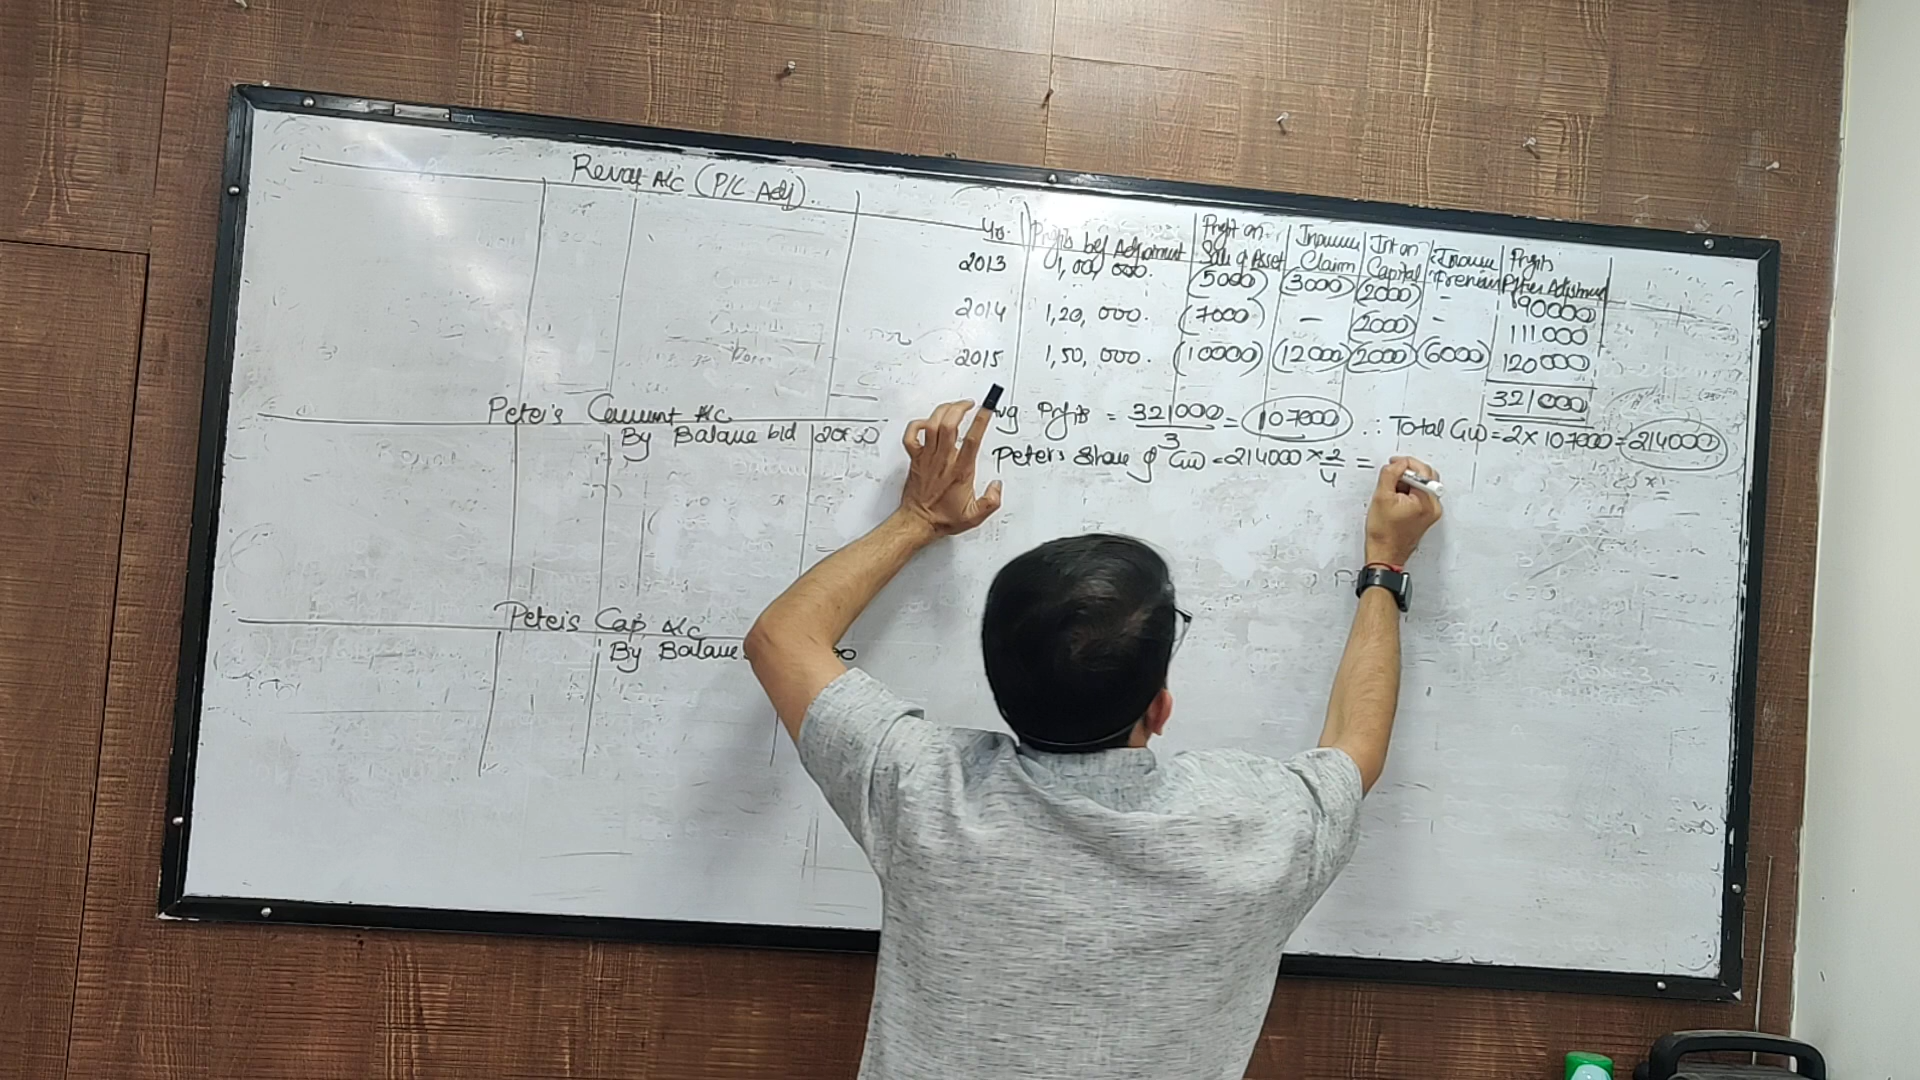 Reval A/c (P/L Adj).
Yr. | Profits bef Adjustment | Profit on Sale of Asset | Insurance Claim | Int on Capital | Insurance Premium | Profits After Adjustment
2013 1,00,000. (5000) (3000) (2000) - 90000
2014 1,20,000. (7000) - (2000) - 111000
2015 1,50,000. (10000) (12000) (2000) (6000) 120000
321000
Avg Profits = 321000/3 = 107000 ∴ Total GW = 2 x 107000 = 214000
Peter's Share of GW = 214000 x 2/4 =
Peter's Current A/c
By Balance b/d
Peter's Cap A/c
By Balance